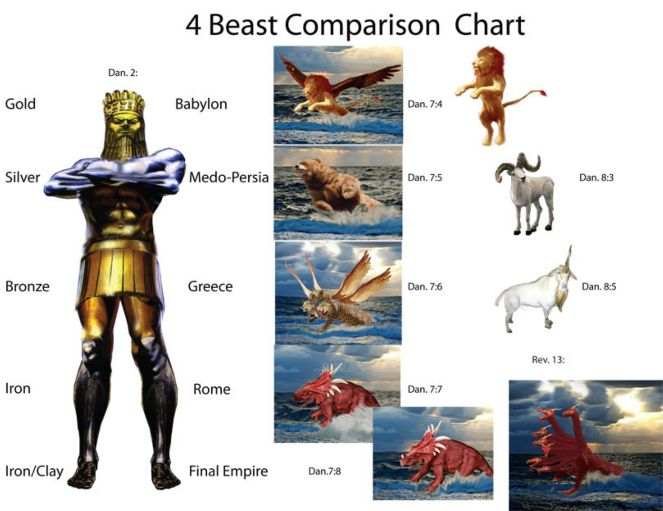 4 Beast Comparison Chart
Dan. 2:
Gold
Babylon
Dan. 7:4
Silver
Medo-Persia
Dan. 7:5
Dan. 8:3
Bronze
Greece
Dan. 7:6
Dan. 8:5
Rev. 13:
Iron
Rome
Dan. 7:7
Iron/Clay
Final Empire
Dan.7:8